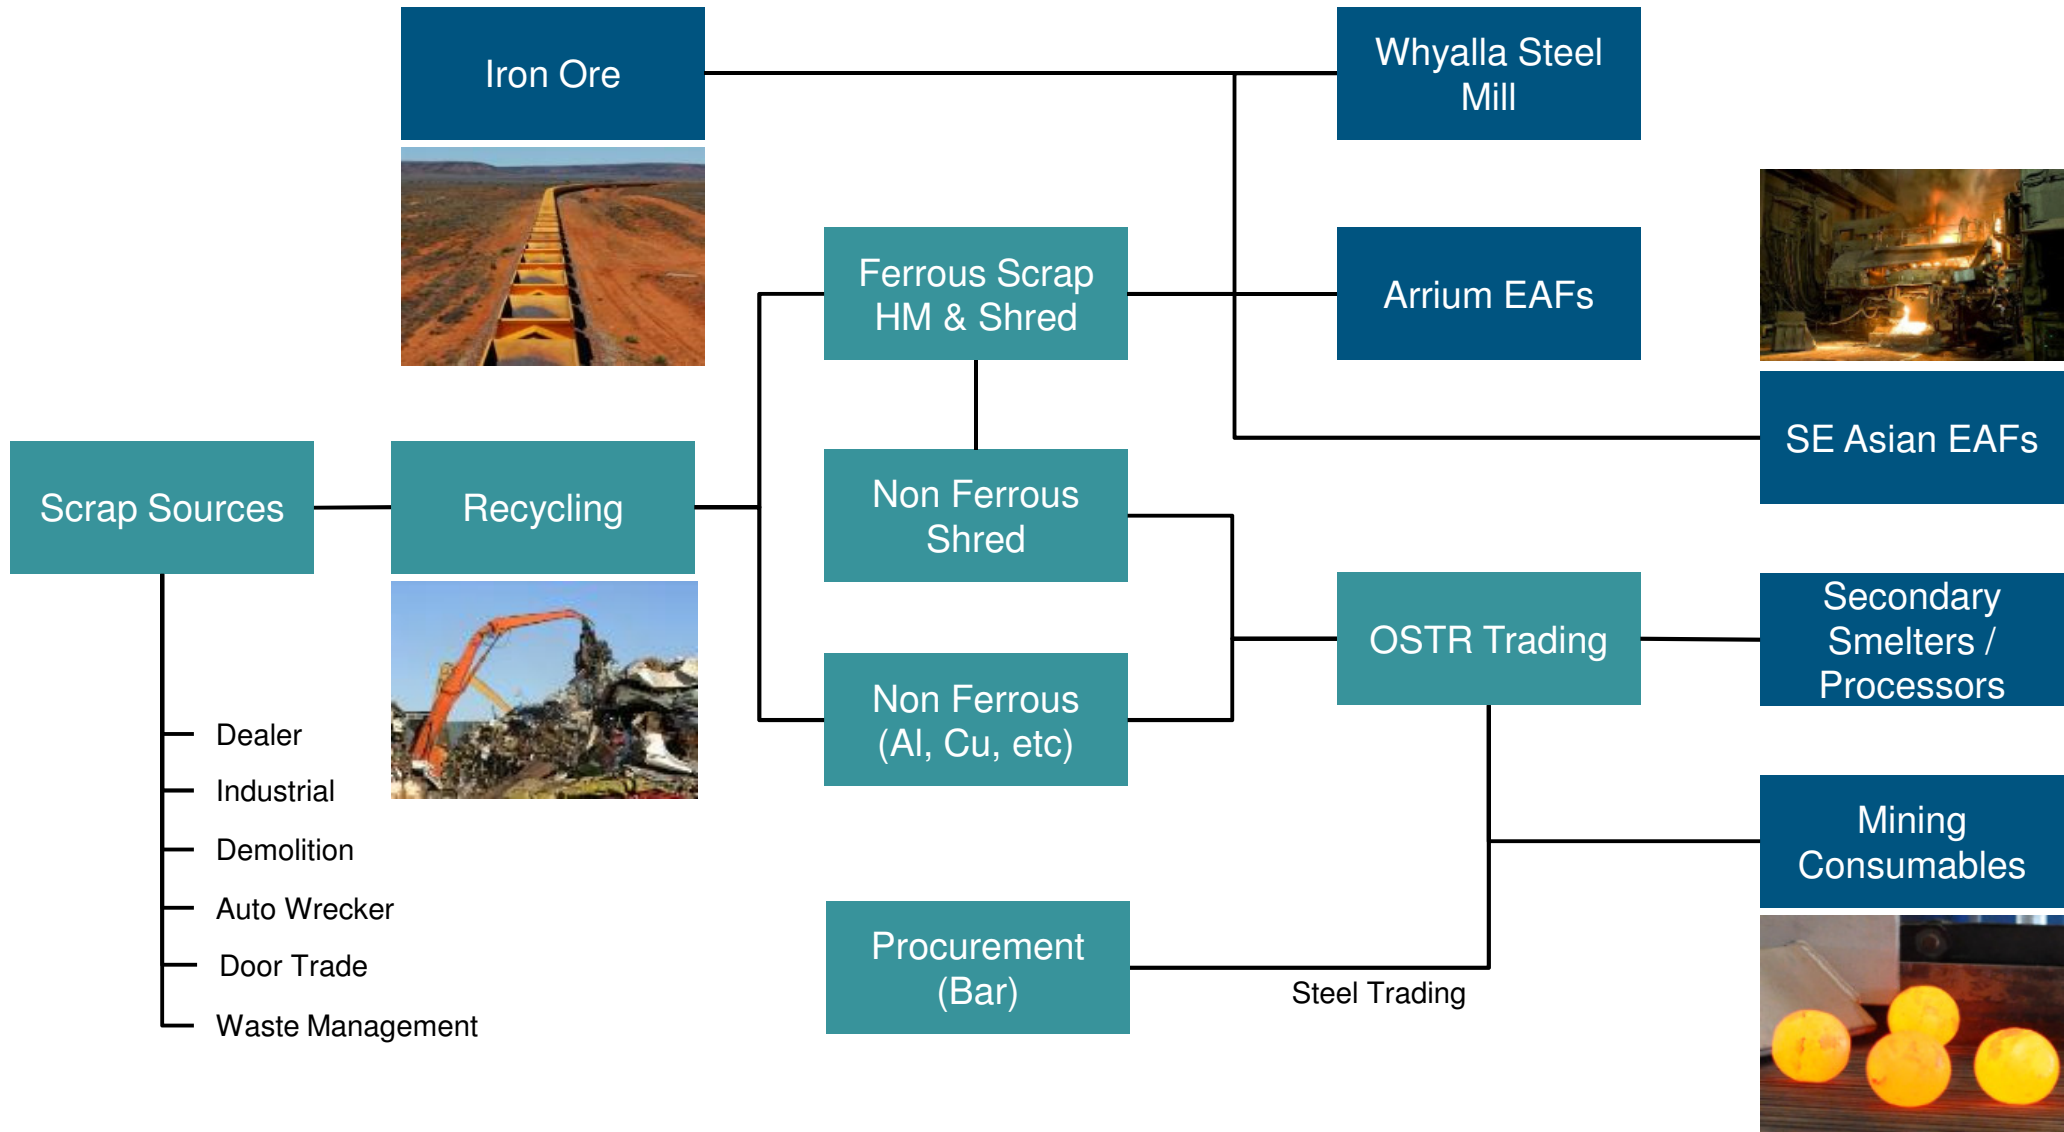 Iron Ore
Whyalla Steel
Mill
Ferrous Scrap
HM & Shred
Arrium EAFs
SE Asian EAFs
Scrap Sources
Recycling
Non Ferrous
Shred
OSTR Trading
Secondary
Smelters /
Processors
Non Ferrous
(Al, Cu, etc)
Dealer
Industrial
Demolition
Auto Wrecker
Door Trade
Waste Management
Mining
Consumables
Procurement
(Bar)
Steel Trading